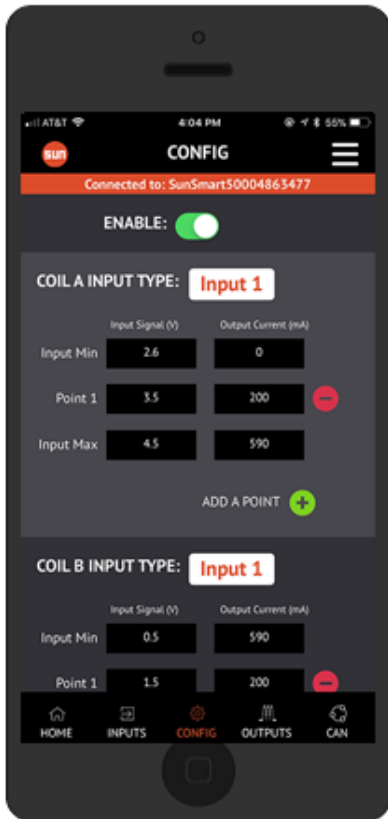 AT&T 4:04 PM 55%
sun CONFIG
Connected to: SunSmart50004863477
ENABLE:
COIL A INPUT TYPE: Input 1
Input Signal (V) Output Current (mA)
Input Min 2.6 0
Point 1 3.5 200
Input Max 4.5 590
ADD A POINT
COIL B INPUT TYPE: Input 1
Input Signal (V) Output Current (mA)
Input Min 0.5 590
Point 1 1.5 200
HOME INPUTS CONFIG OUTPUTS CAN